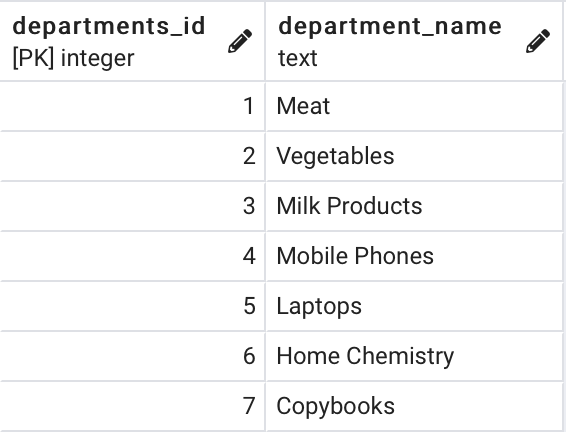 departments_id department_name
[PK] integer text
1 Meat
2 Vegetables
3 Milk Products
4 Mobile Phones
5 Laptops
6 Home Chemistry
7 Copybooks